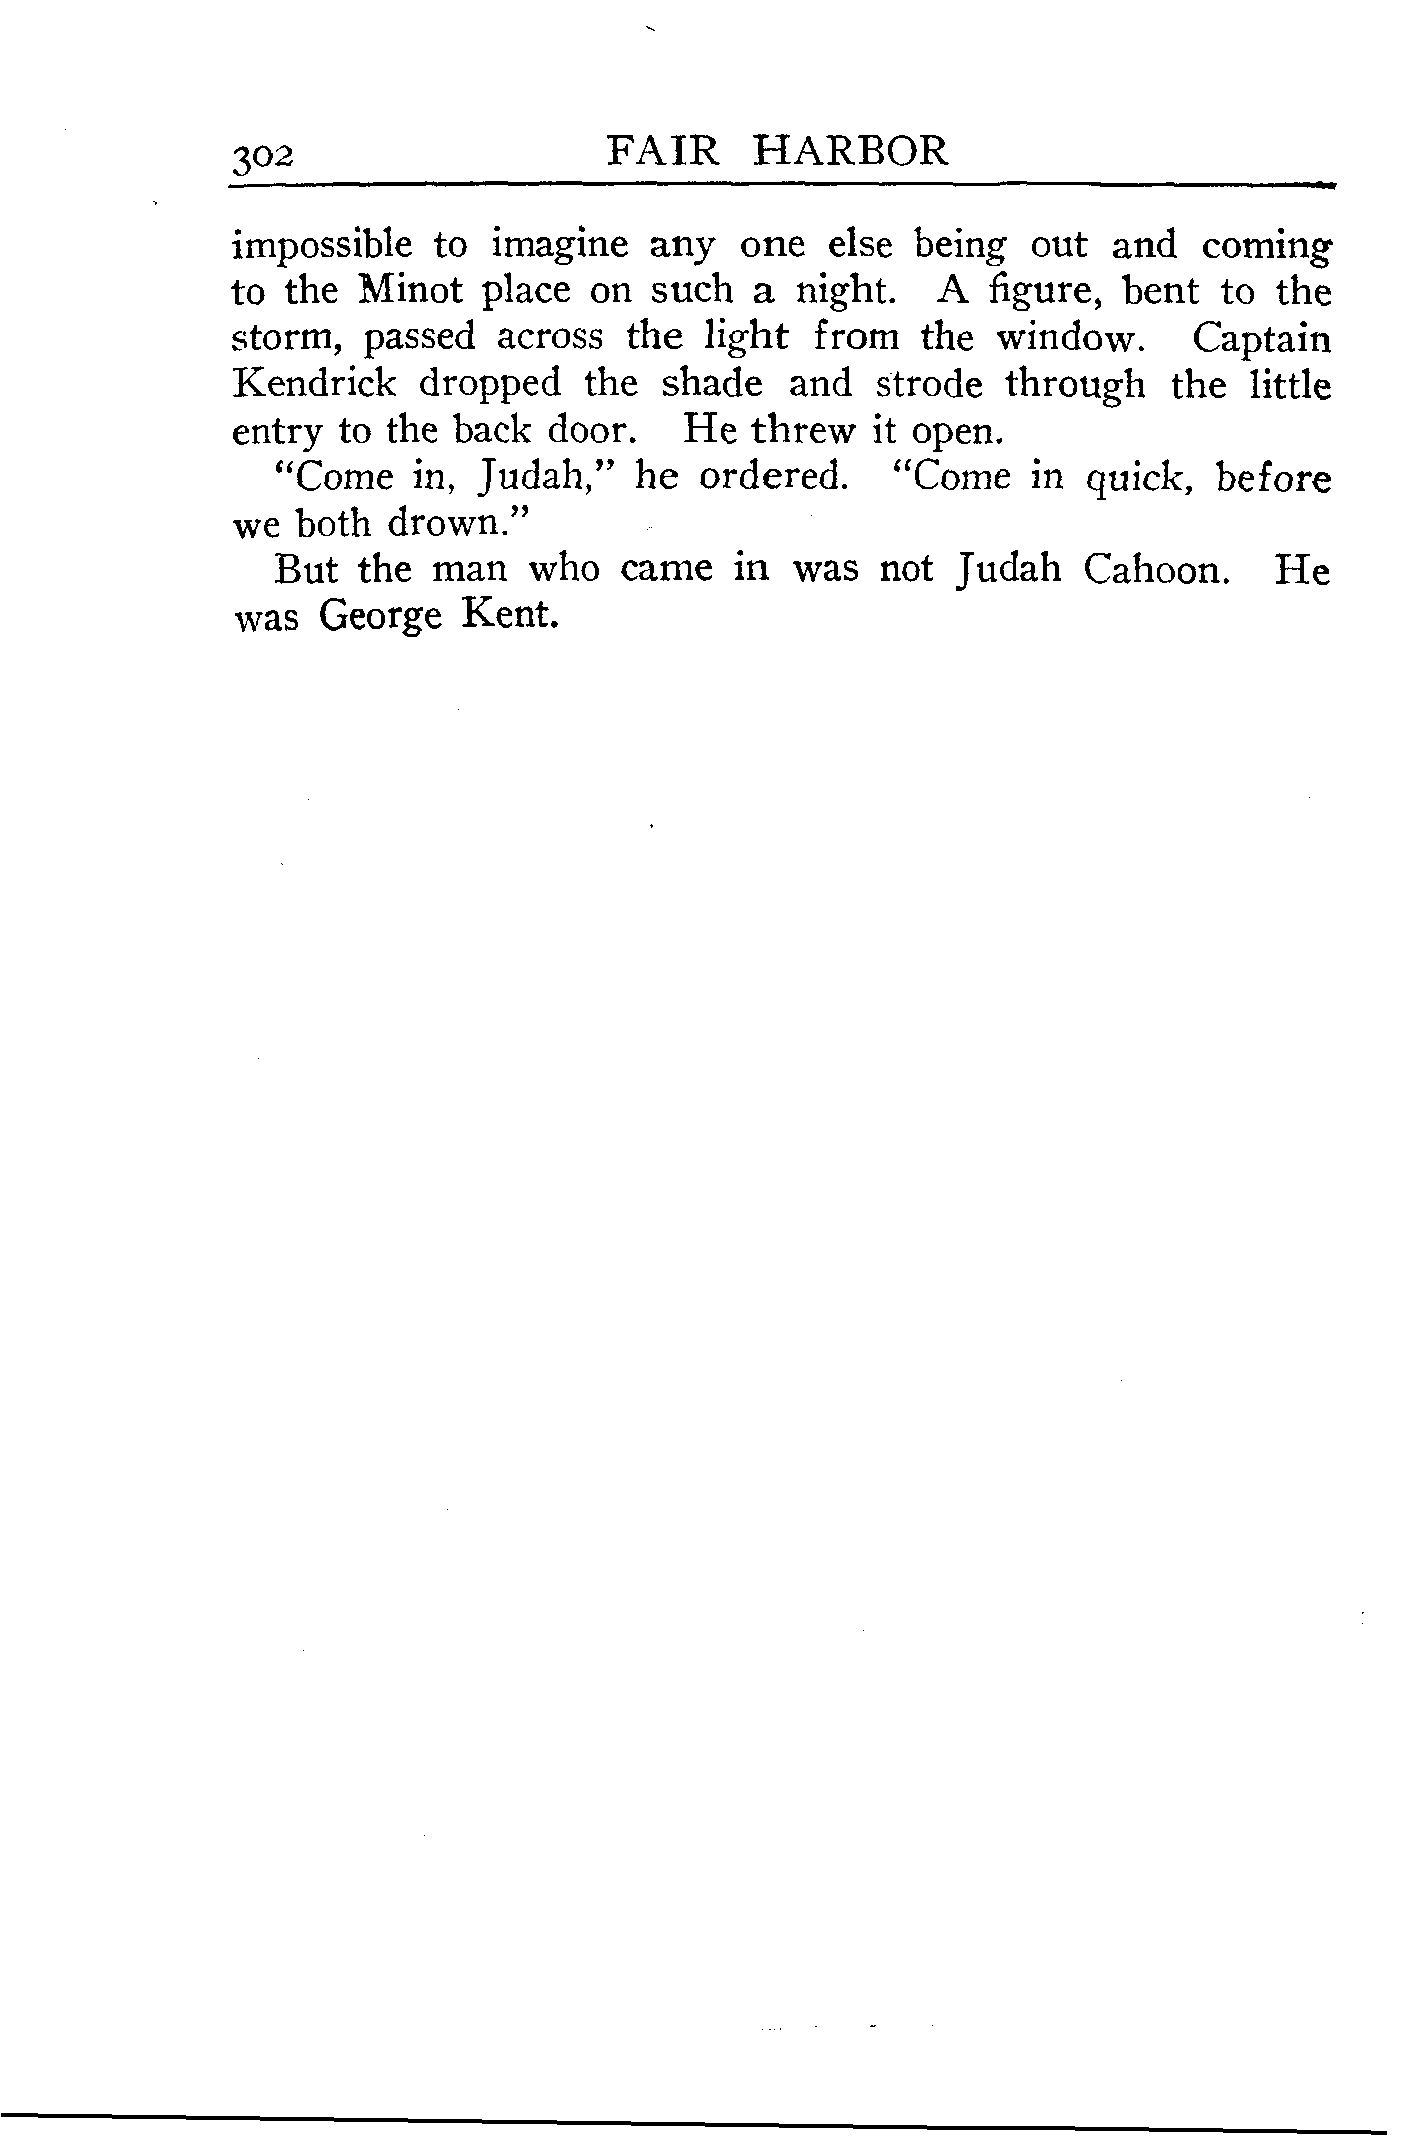 302 FAIR HARBOR
impossible to imagine any one else being out and coming
to the Minot place on such a night. A figure, bent to the
storm, passed across the light from the window. Captain
Kendrick dropped the shade and strode through the little
entry to the back door. He threw it open.
“Come in, Judah,” he ordered. “Come in quick, before
we both drown.”
But the man who came in was not Judah Cahoon. He
was George Kent.